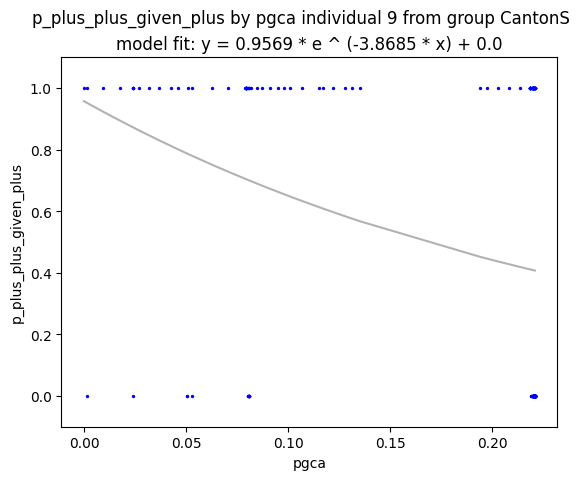 p_plus_plus_given_plus by pgca individual 9 from group CantonS
model fit: y = 0.9569 * e ^ (-3.8685 * x) + 0.0
1.0
0.8
0.6
0.4
0.2
0.0
p_plus_plus_given_plus
0.00 0.05 0.10 0.15 0.20
pgca